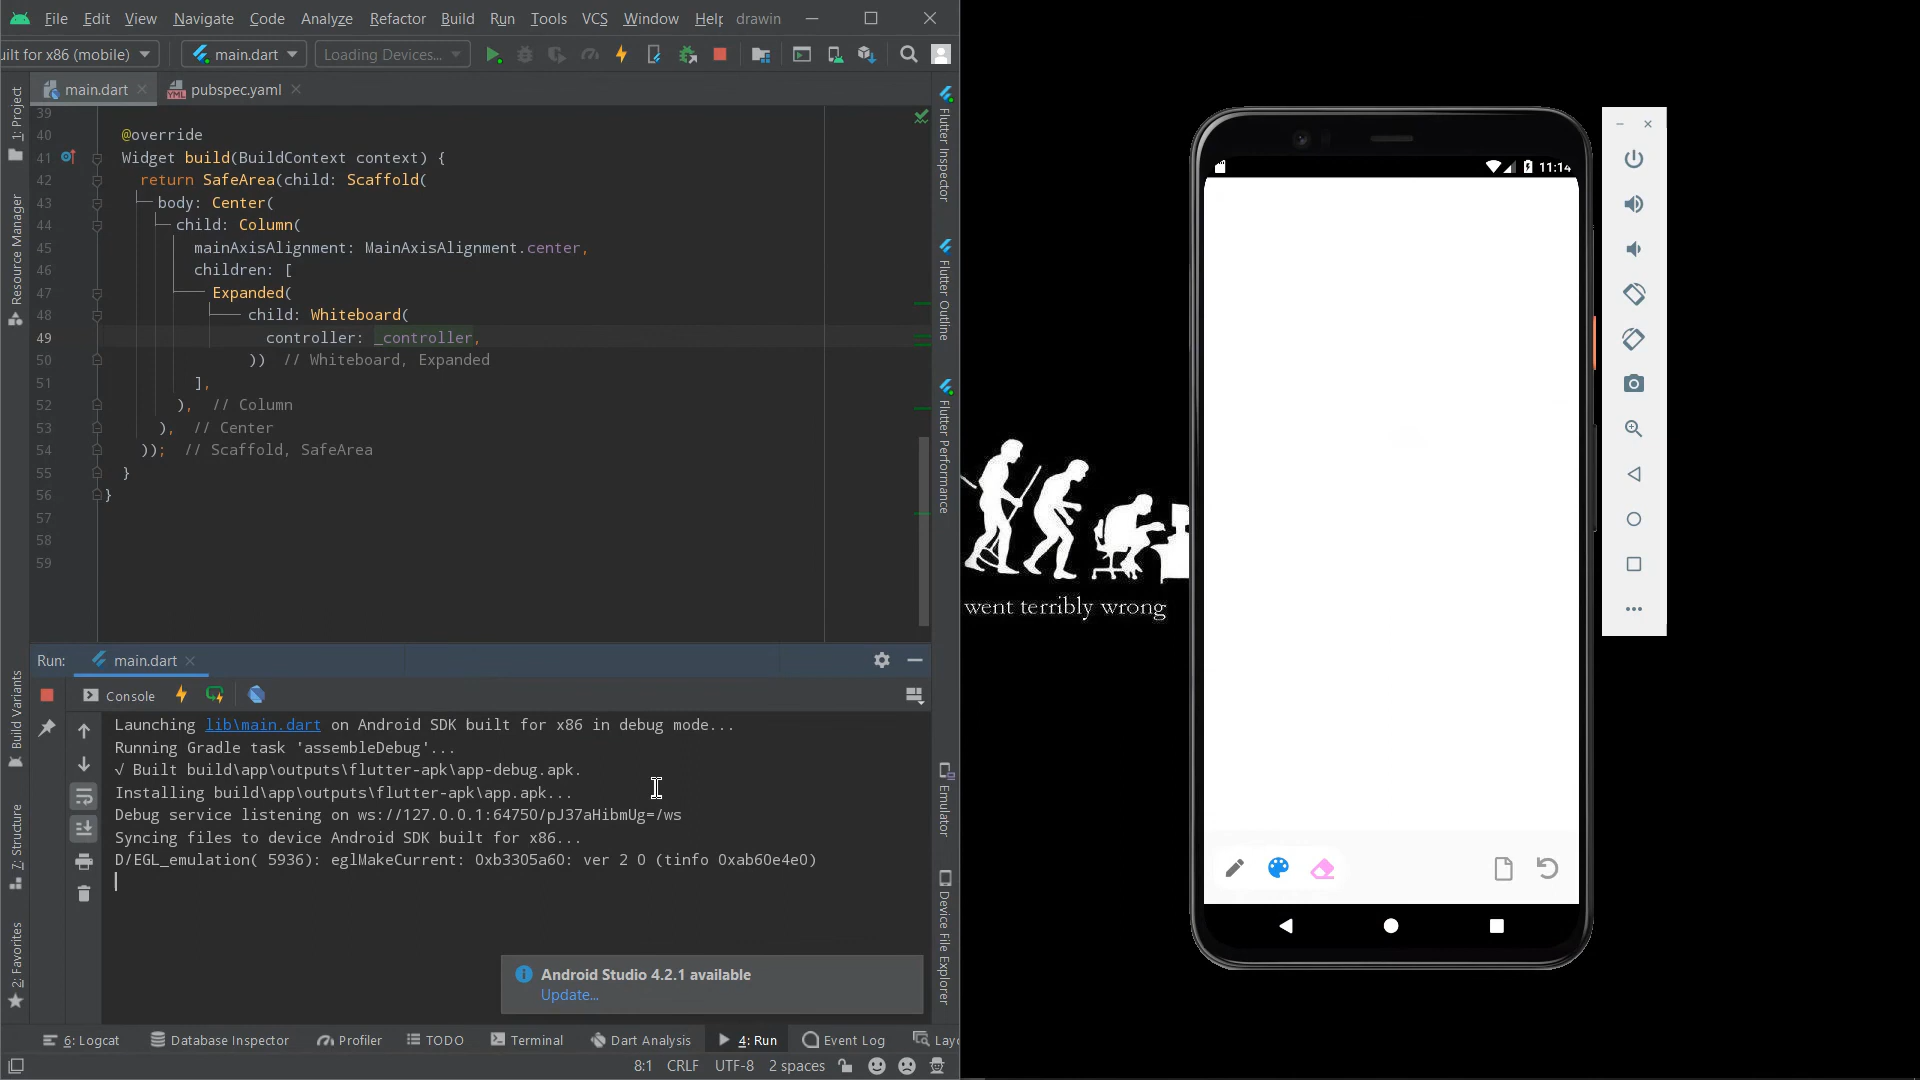 File Edit View Navigate Code Analyze Refactor Build Run Tools VCS Window Help drawin
uilt for x86 (mobile) main.dart Loading Devices...
main.dart pubspec.yaml
1: Project
Resource Manager
Build Variants
7: Structure
2: Favorites
39
40 @override
41 Widget build(BuildContext context) {
42 return SafeArea(child: Scaffold(
43 body: Center(
44 child: Column(
45 mainAxisAlignment: MainAxisAlignment.center,
46 children: [
47 Expanded(
48 child: Whiteboard(
49 controller: _controller,
50 )) // Whiteboard, Expanded
51 ],
52 ), // Column
53 ), // Center
54 )); // Scaffold, SafeArea
55 }
56 }
57
58
59
Flutter Inspector
Flutter Outline
Flutter Performance
Emulator
Device File Explorer
Run: main.dart
Console
Launching lib\main.dart on Android SDK built for x86 in debug mode...
Running Gradle task 'assembleDebug'...
√ Built build\app\outputs\flutter-apk\app-debug.apk.
Installing build\app\outputs\flutter-apk\app.apk...
Debug service listening on ws://127.0.0.1:64750/pJ37aHibmUg=/ws
Syncing files to device Android SDK built for x86...
D/EGL_emulation( 5936): eglMakeCurrent: 0xb3305a60: ver 2 0 (tinfo 0xab60e4e0)
Android Studio 4.2.1 available
Update...
6: Logcat Database Inspector Profiler TODO Terminal Dart Analysis 4: Run Event Log Layo
8:1 CRLF UTF-8 2 spaces
went terribly wrong
11:14